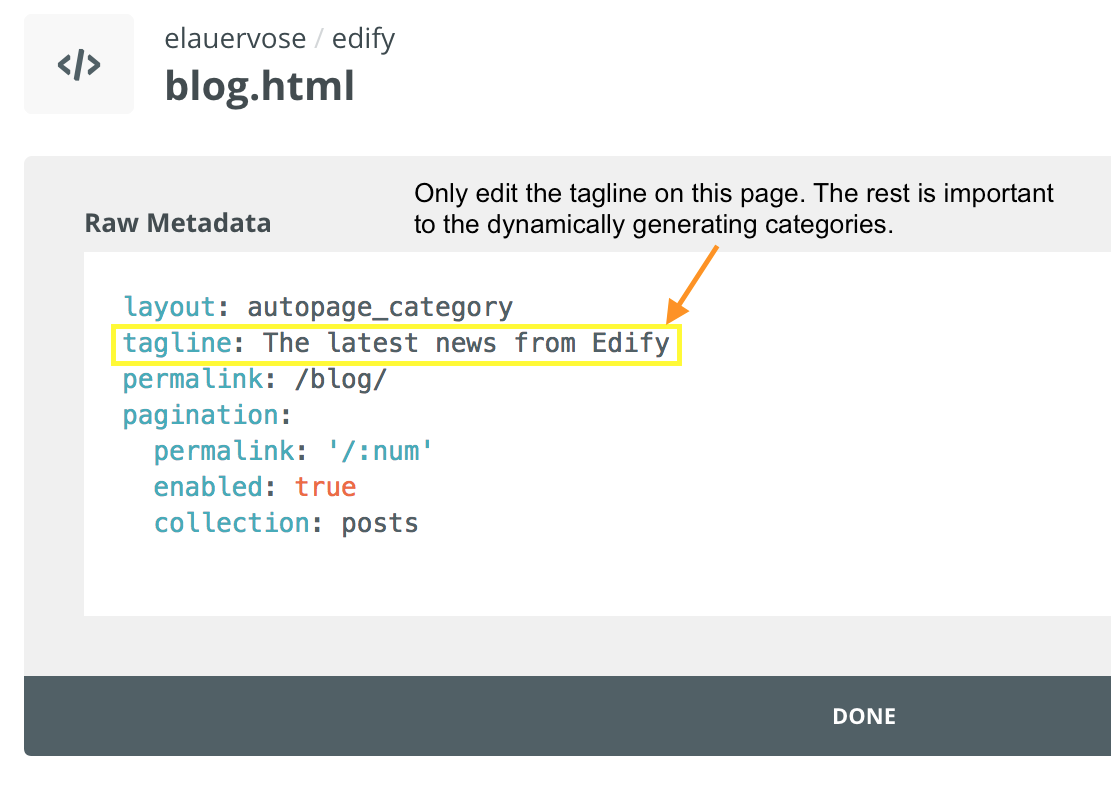 </>
elauervose / edify
blog.html
Only edit the tagline on this page. The rest is important
to the dynamically generating categories.
Raw Metadata
layout: autopage_category
tagline: The latest news from Edify
permalink: /blog/
pagination:
  permalink: '/:num'
  enabled: true
  collection: posts
DONE